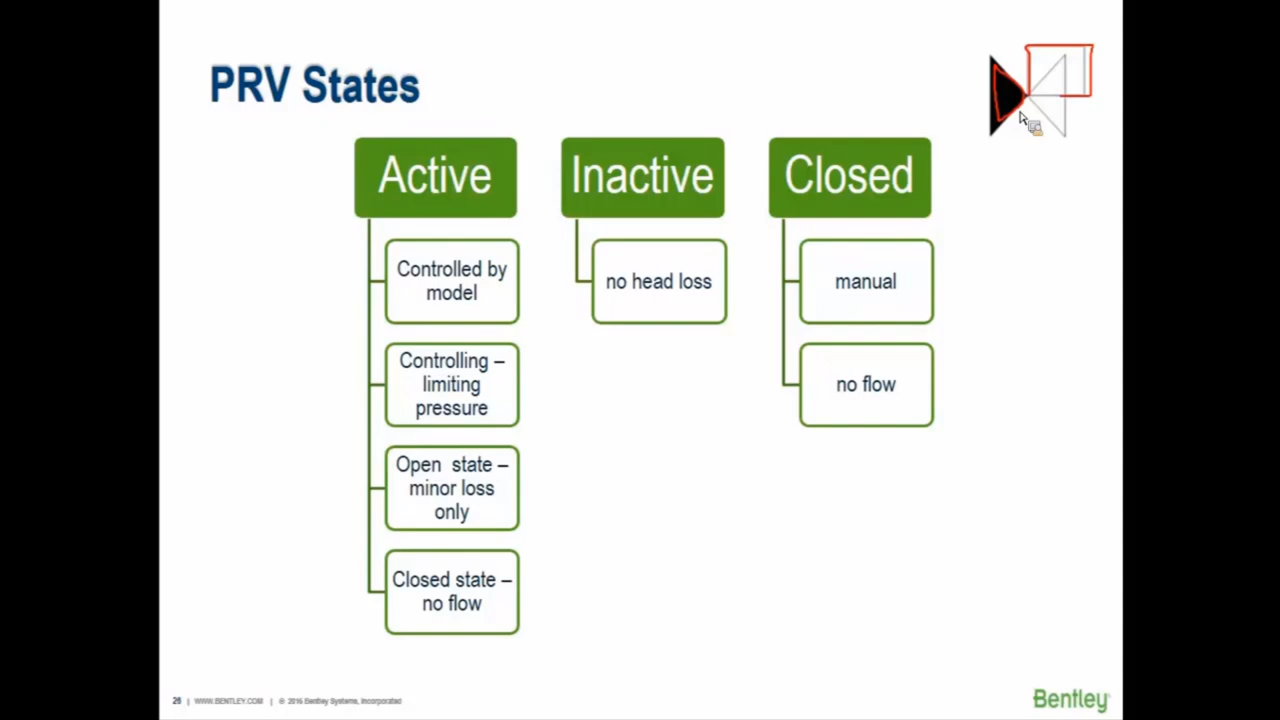 PRV States
Active
Inactive
Closed
Controlled by
model
Controlling –
limiting
pressure
Open state –
minor loss
only
Closed state –
no flow
no head loss
manual
no flow
26 | WWW.BENTLEY.COM | © 2016 Bentley Systems, Incorporated
Bentley